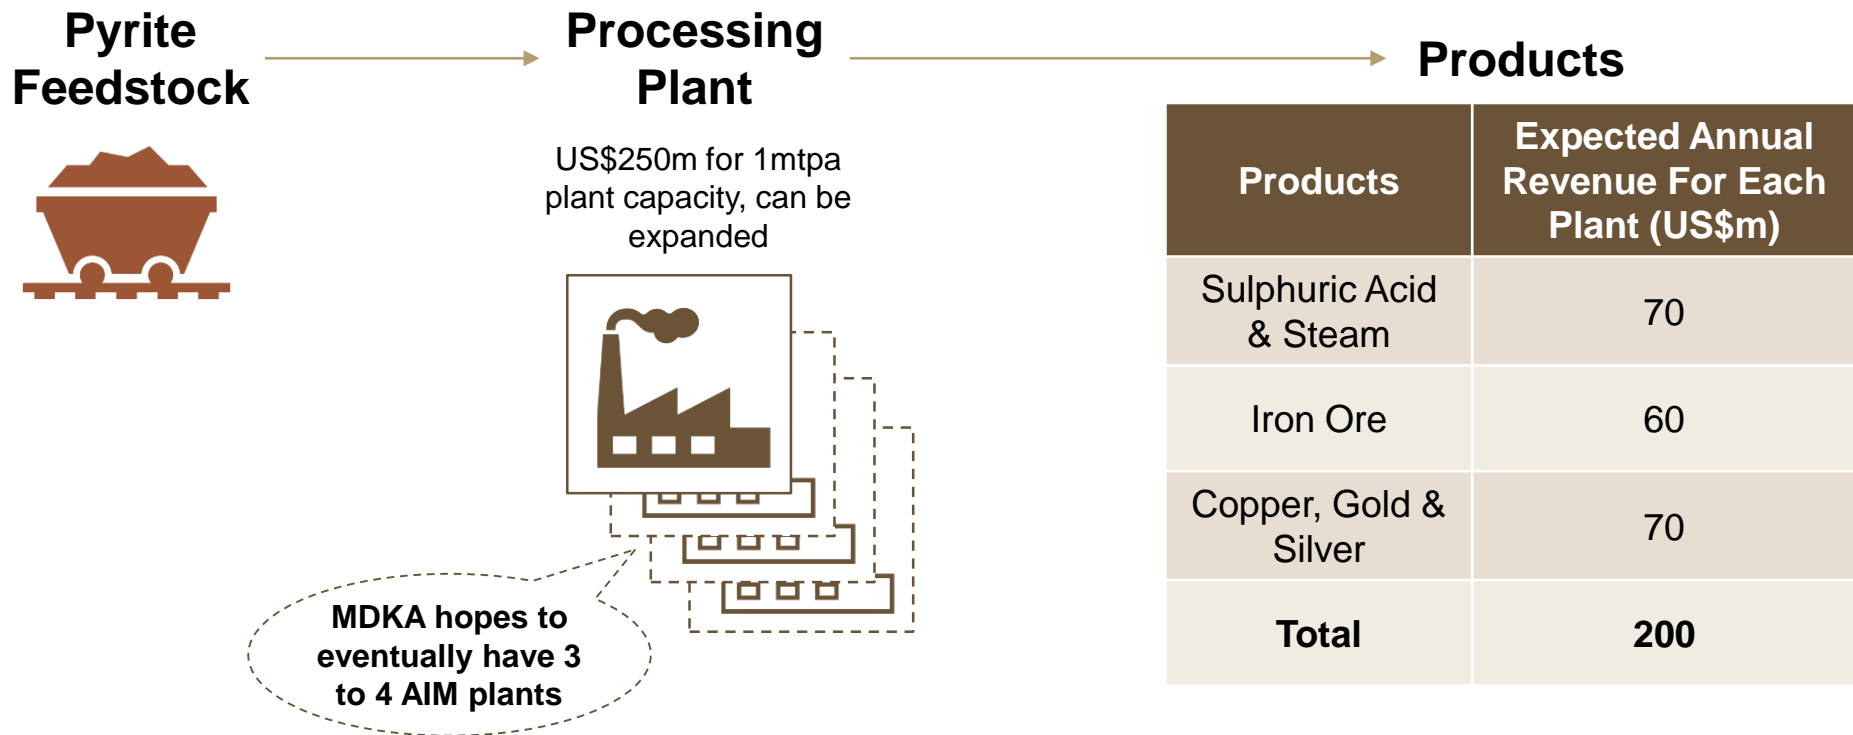 Pyrite
Feedstock
Processing
Plant
US$250m for 1mtpa
plant capacity, can be
expanded
MDKA hopes to
eventually have 3
to 4 AIM plants
Products
Products
Expected Annual
Revenue For Each
Plant (US$m)
Sulphuric Acid
& Steam
70
Iron Ore
60
Copper, Gold &
Silver
70
Total
200